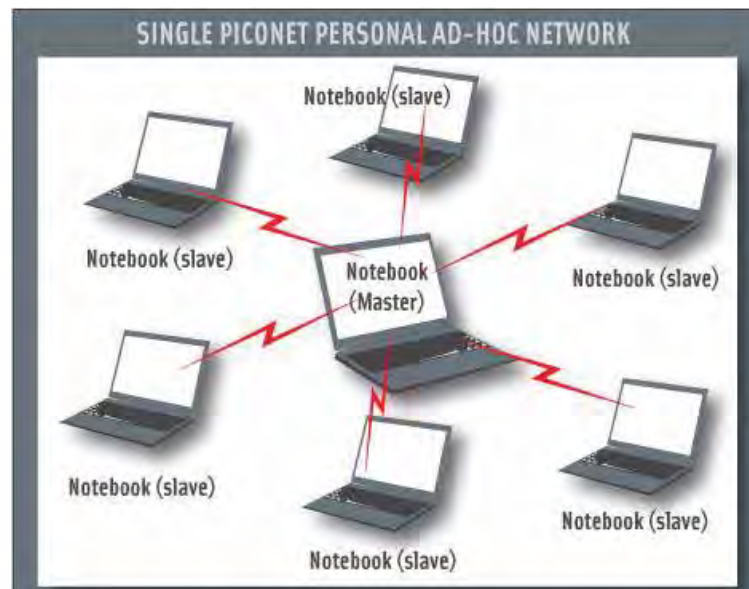 SINGLE PICONET PERSONAL AD-HOC NETWORK
Notebook (slave)
Notebook (slave)
Notebook
(Master)
Notebook (slave)
Notebook (slave)
Notebook (slave)
Notebook (slave)